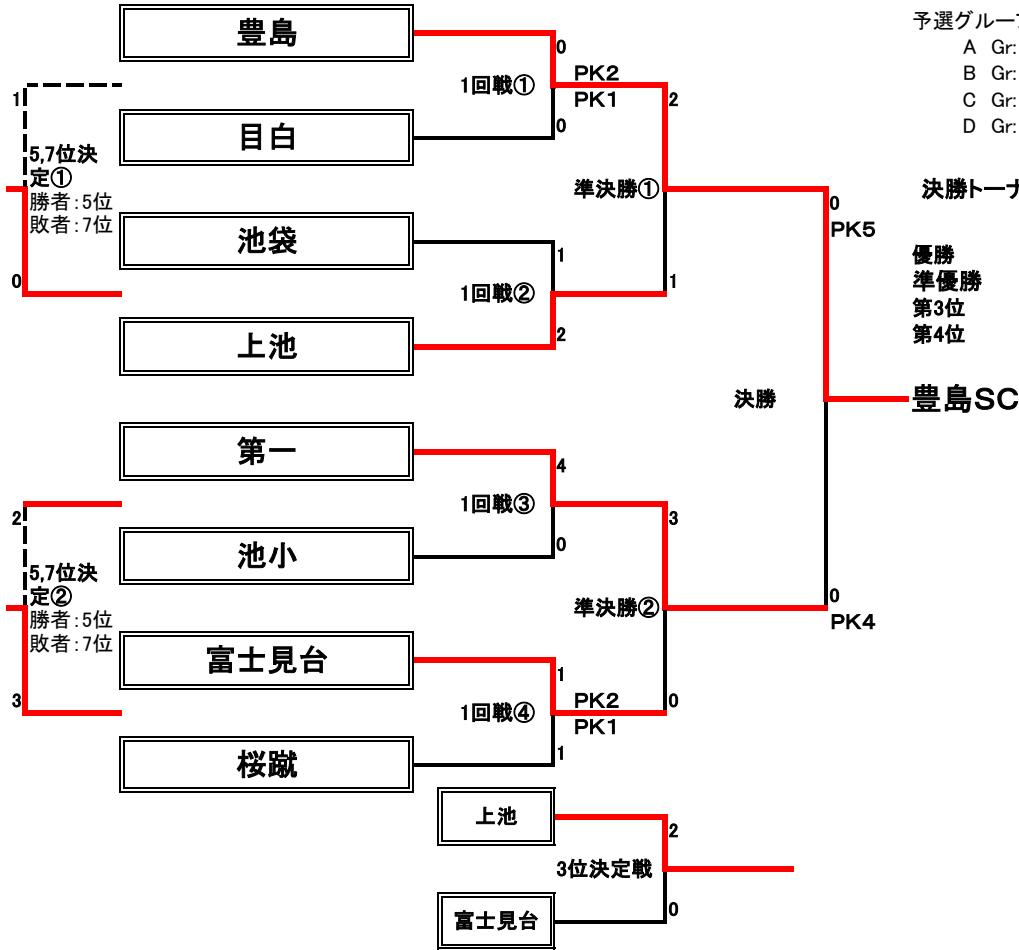 豊島
0
1回戦①
PK2
PK1
目白
0
2
準決勝①
池袋
1
1回戦②
上池
2
1
0
PK5
1
5,7位決
定①
勝者:5位
敗者:7位
0
決勝
豊島SC
第一
4
1回戦③
池小
0
3
準決勝②
富士見台
1
1回戦④
PK2
PK1
桜蹴
1
0
0
PK4
2
5,7位決
定②
勝者:5位
敗者:7位
3
上池
2
3位決定戦
富士見台
0
予選グルー
A Gr:
B Gr:
C Gr:
D Gr:
決勝トーナ
優勝
準優勝
第3位
第4位